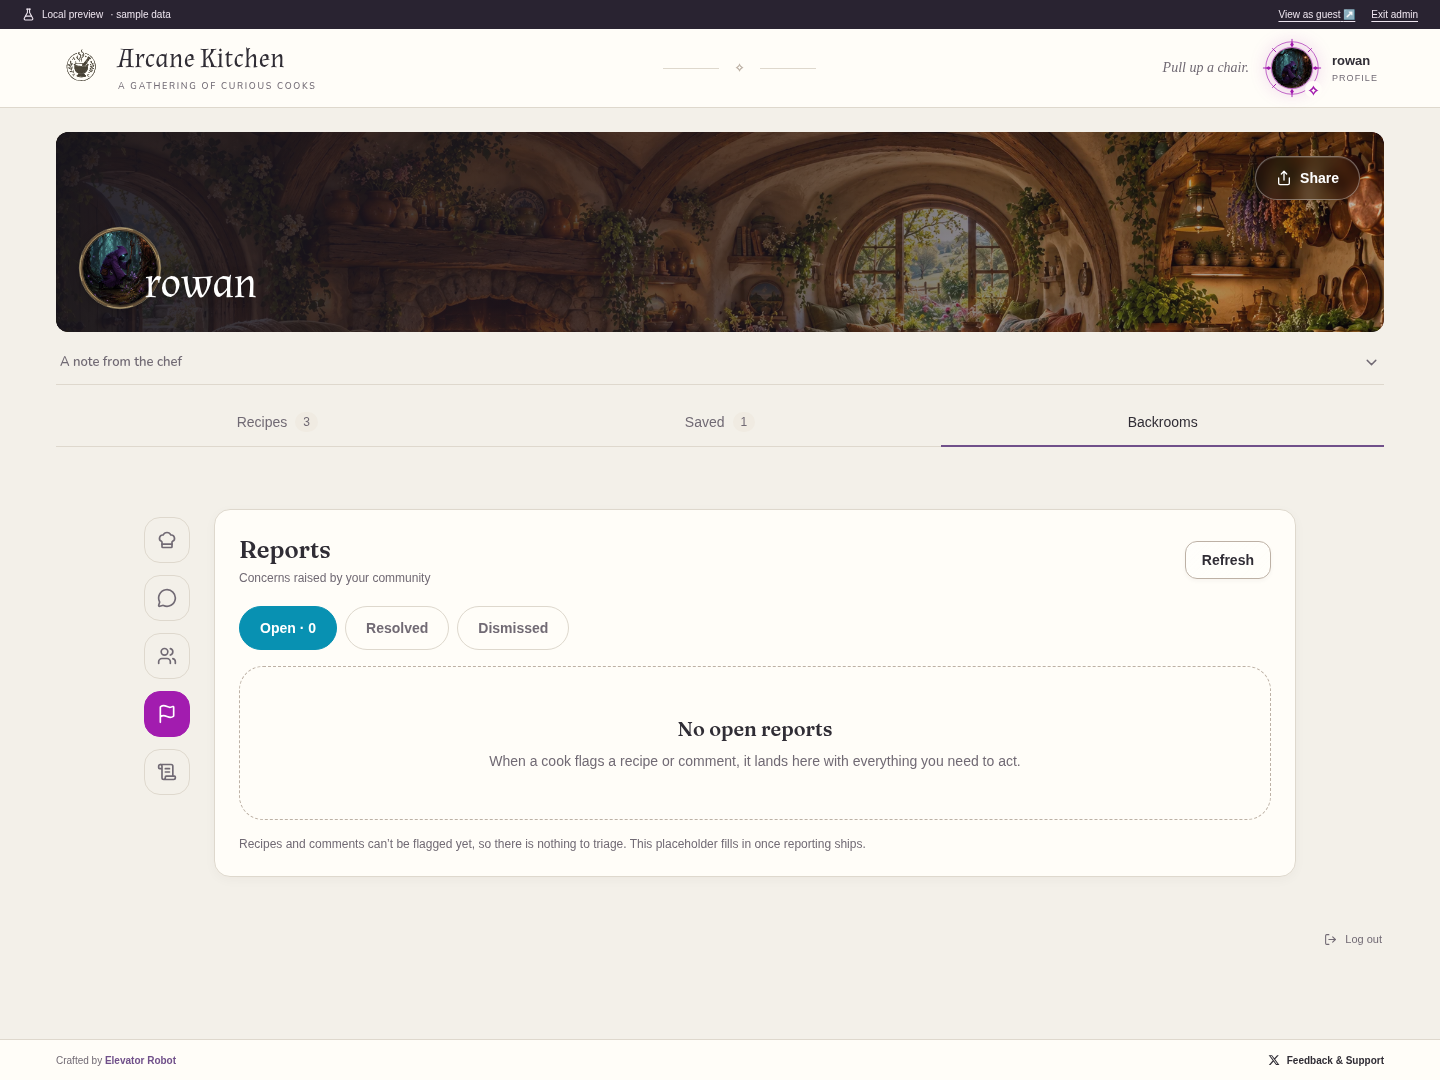 Local preview · sample data
View as guest ↗
Exit admin
Arcane Kitchen
A GATHERING OF CURIOUS COOKS
Pull up a chair.
rowan
PROFILE
Share
rowan
A note from the chef
Recipes 3
Saved 1
Backrooms
Reports
Concerns raised by your community
Refresh
Open · 0
Resolved
Dismissed
No open reports
When a cook flags a recipe or comment, it lands here with everything you need to act.
Recipes and comments can’t be flagged yet, so there is nothing to triage. This placeholder fills in once reporting ships.
Log out
Crafted by Elevator Robot
Feedback & Support